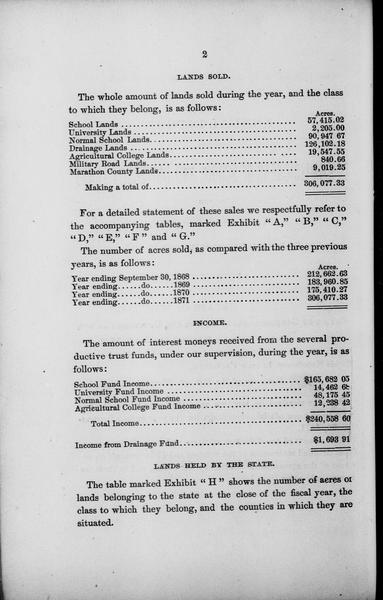 2
LANDS SOLD.
The whole amount of lands sold during the year, and the class
to which they belong, is as follows:
Acres.
School Lands ........................................ 57,415.02
University Lands ........................................ 2,205.00
Normal School Lands ........................................ 90,947 67
Drainage Lands ........................................ 126,102.18
Agricultural College Lands ........................................ 19,547.55
Military Road Lands ........................................ 840.66
Marathon County Lands ........................................ 9,019.25
Making a total of ........................................ 306,077.33
For a detailed statement of these sales we respectfully refer to
the accompanying tables, marked Exhibit "A," "B," "C,"
"D," "E," "F" and "G."
The number of acres sold, as compared with the three previous
years, is as follows:
Acres.
Year ending September 30, 1868 .............................. 212,662.63
Year ending......do......1869 .............................. 183,960.85
Year ending......do......1870 .............................. 175,410.27
Year ending......do......1871 .............................. 306,077.33
INCOME.
The amount of interest moneys received from the several pro-
ductive trust funds, under our supervision, during the year, is as
follows:
School Fund Income ........................................ $165,682 05
University Fund Income ........................................ 14,462 68
Normal School Fund Income ........................................ 48,175 45
Agricultural College Fund Income .............................. 12,238 42
Total Income ........................................ $240,558 60
Income from Drainage Fund .............................. $1,693 91
LANDS HELD BY THE STATE.
The table marked Exhibit "H" shows the number of acres of
lands belonging to the state at the close of the fiscal year, the
class to which they belong, and the counties in which they are
situated.